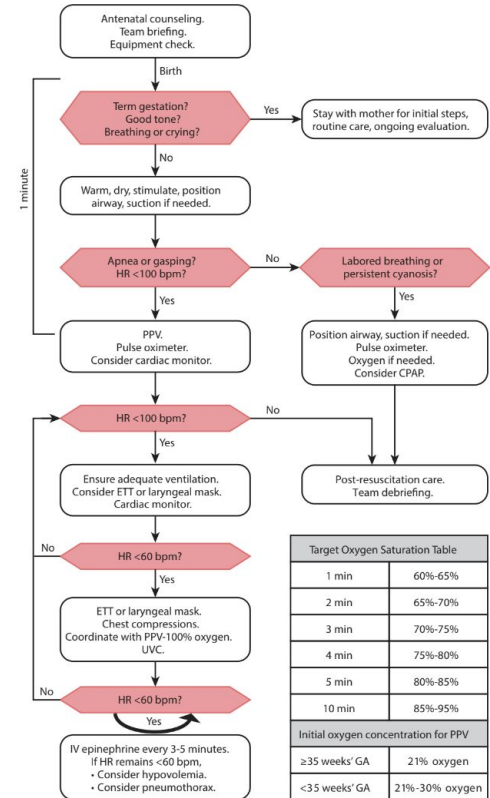 Antenatal counseling.
Team briefing.
Equipment check.
Birth
1 minute
Term gestation?
Good tone?
Breathing or crying?
Yes
Stay with mother for initial steps,
routine care, ongoing evaluation.
No
Warm, dry, stimulate, position
airway, suction if needed.
Apnea or gasping?
HR <100 bpm?
No
Labored breathing or
persistent cyanosis?
Yes
Yes
PPV.
Pulse oximeter.
Consider cardiac monitor.
Position airway, suction if needed.
Pulse oximeter.
Oxygen if needed.
Consider CPAP.
HR <100 bpm?
No
Yes
Ensure adequate ventilation.
Consider ETT or laryngeal mask.
Cardiac monitor.
Post-resuscitation care.
Team debriefing.
No
HR <60 bpm?
Yes
ETT or laryngeal mask.
Chest compressions.
Coordinate with PPV-100% oxygen.
UVC.
No
HR <60 bpm?
Yes
IV epinephrine every 3-5 minutes.
If HR remains <60 bpm,
• Consider hypovolemia.
• Consider pneumothorax.
Target Oxygen Saturation Table
1 min 60%-65%
2 min 65%-70%
3 min 70%-75%
4 min 75%-80%
5 min 80%-85%
10 min 85%-95%
Initial oxygen concentration for PPV
≥35 weeks' GA 21% oxygen
<35 weeks' GA 21%-30% oxygen